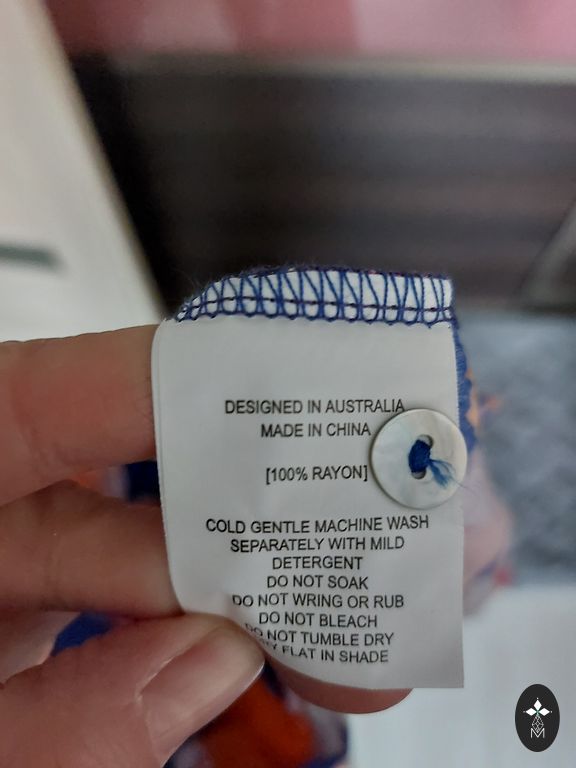 DESIGNED IN AUSTRALIA
MADE IN CHINA
[100% RAYON]
COLD GENTLE MACHINE WASH
SEPARATELY WITH MILD
DETERGENT
DO NOT SOAK
DO NOT WRING OR RUB
DO NOT BLEACH
DO NOT TUMBLE DRY
FLAT IN SHADE
M